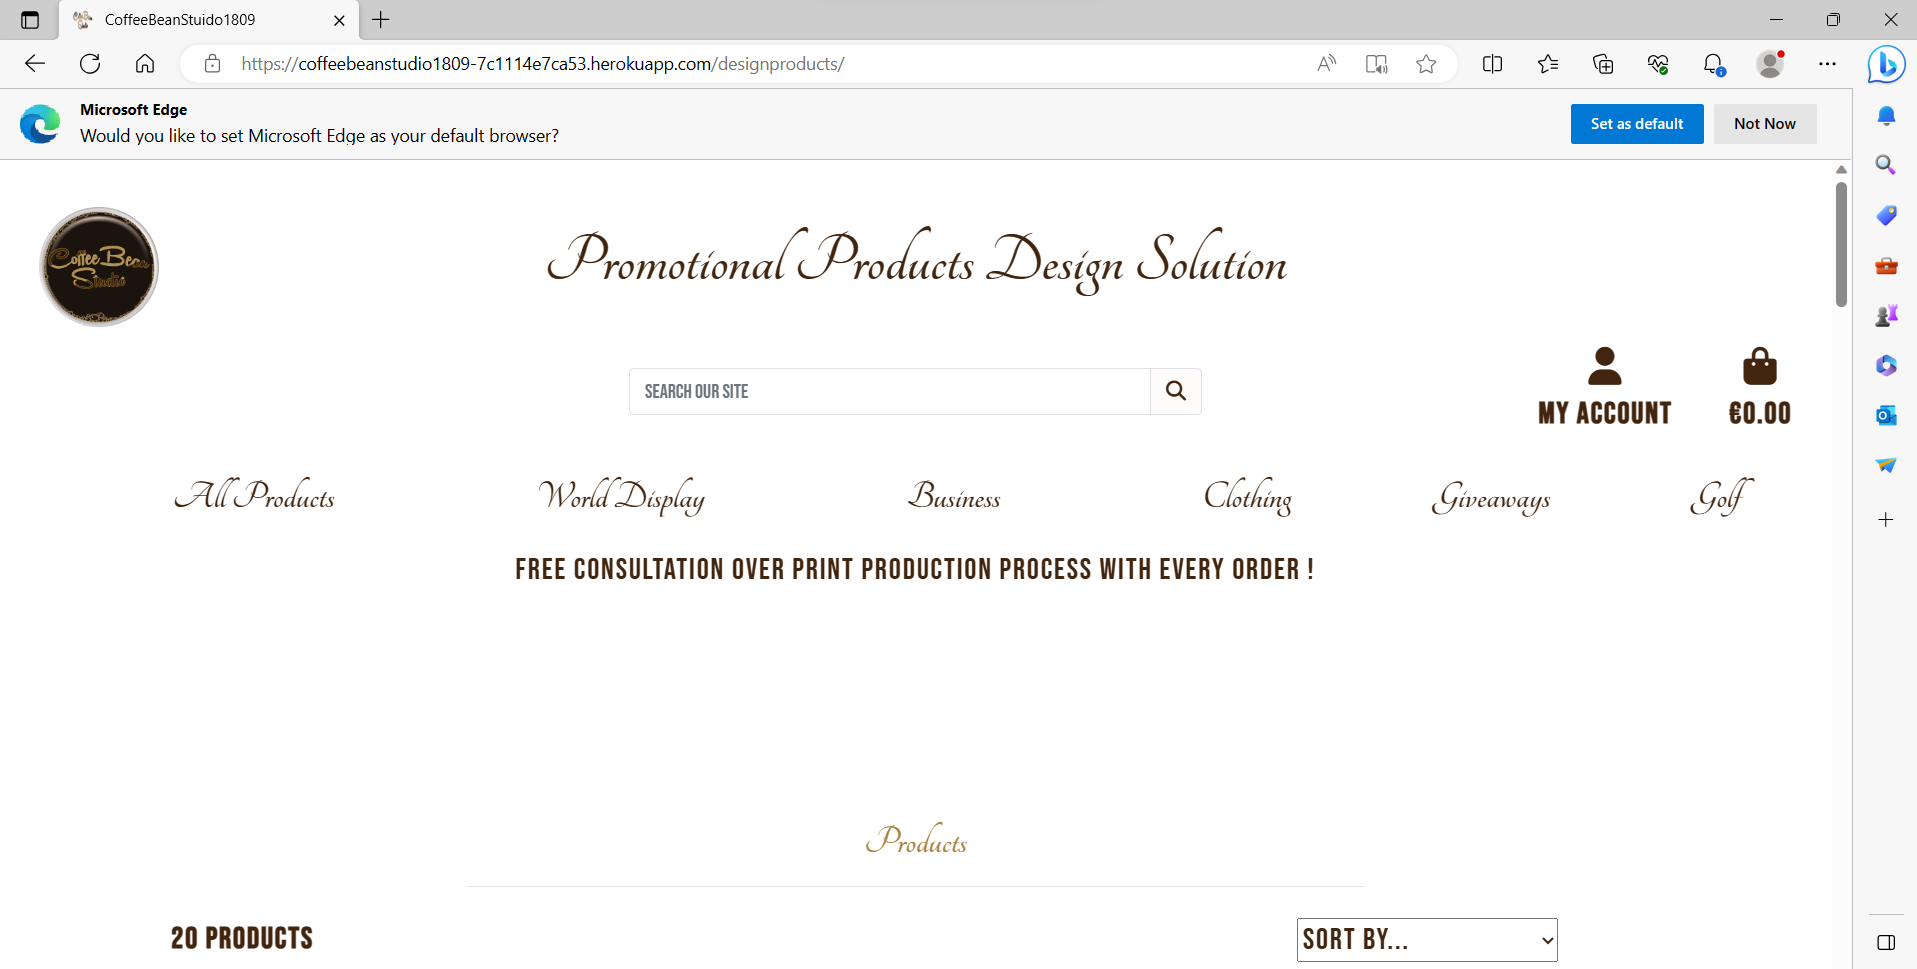 CoffeeBeanStuido1809
https://coffeebeanstudio1809-7c1114e7ca53.herokuapp.com/designproducts/
Microsoft Edge
Would you like to set Microsoft Edge as your default browser?
Set as default
Not Now
Coffee Bean
Studio
Promotional Products Design Solution
SEARCH OUR SITE
MY ACCOUNT
€0.00
All Products
World Display
Business
Clothing
Giveaways
Golf
FREE CONSULTATION OVER PRINT PRODUCTION PROCESS WITH EVERY ORDER !
Products
20 PRODUCTS
SORT BY...